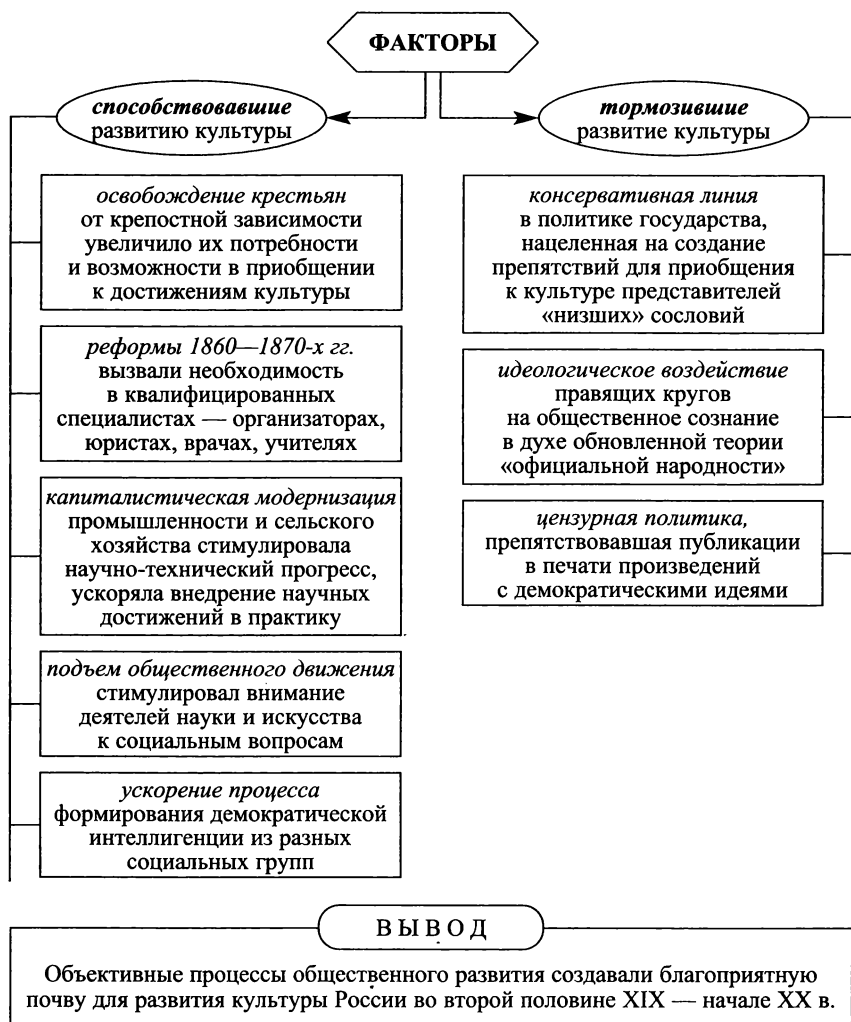 ФАКТОРЫ
способствовавшие
развитию культуры
тормозившие
развитие культуры
освобождение крестьян
от крепостной зависимости
увеличило их потребности
и возможности в приобщении
к достижениям культуры
реформы 1860—1870-х гг.
вызвали необходимость
в квалифицированных
специалистах — организаторах,
юристах, врачах, учителях
капиталистическая модернизация
промышленности и сельского
хозяйства стимулировала
научно-технический прогресс,
ускоряла внедрение научных
достижений в практику
подъем общественного движения
стимулировал внимание
деятелей науки и искусства
к социальным вопросам
ускорение процесса
формирования демократической
интеллигенции из разных
социальных групп
консервативная линия
в политике государства,
нацеленная на создание
препятствий для приобщения
к культуре представителей
«низших» сословий
идеологическое воздействие
правящих кругов
на общественное сознание
в духе обновленной теории
«официальной народности»
цензурная политика,
препятствовавшая публикации
в печати произведений
с демократическими идеями
ВЫВОД
Объективные процессы общественного развития создавали благоприятную
почву для развития культуры России во второй половине XIX — начале XX в.